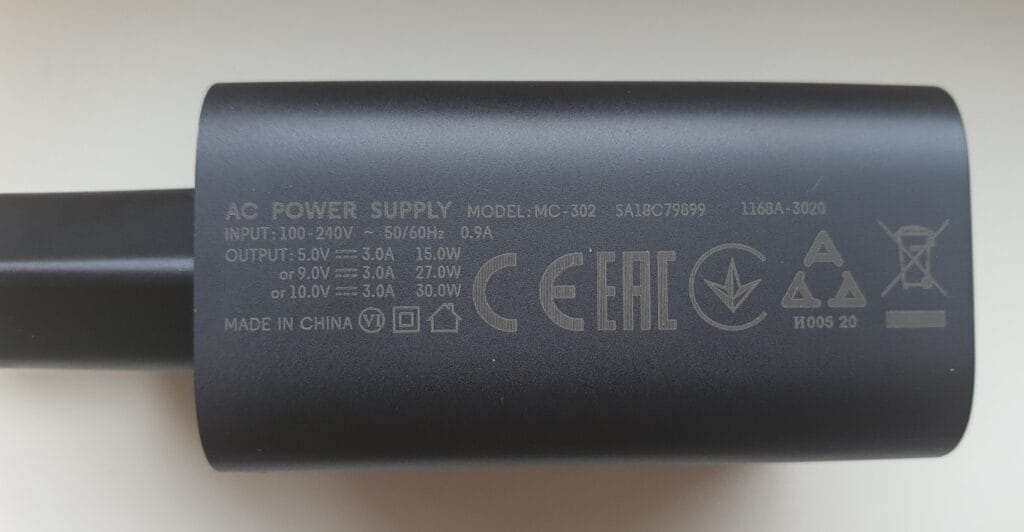 AC POWER SUPPLY MODEL: MC-302 SA18C79899 1168A-3020
INPUT: 100-240V ~ 50/60Hz 0.9A
OUTPUT: 5.0V ⎓ 3.0A 15.0W
or 9.0V ⎓ 3.0A 27.0W
or 10.0V ⎓ 3.0A 30.0W
MADE IN CHINA VI
CE EAC
H005 20